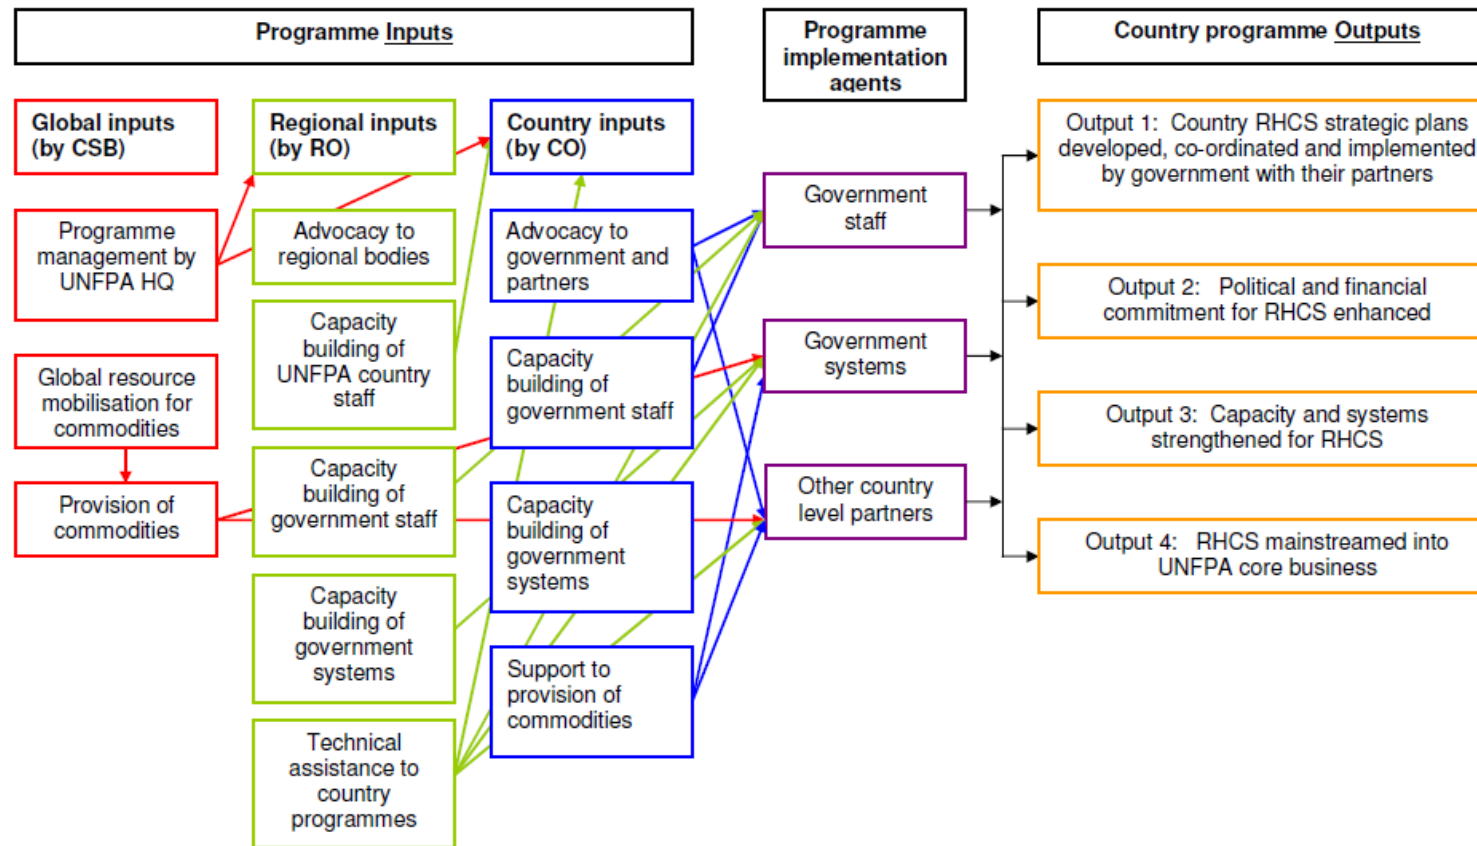 Programme Inputs
Programme
implementation
agents
Country programme Outputs
Global inputs
(by CSB)
Programme
management by
UNFPA HQ
Global resource
mobilisation for
commodities
Provision of
commodities
Regional inputs
(by RO)
Advocacy to
regional bodies
Capacity
building of
UNFPA country
staff
Capacity
building of
government staff
Capacity
building of
government
systems
Technical
assistance to
country
programmes
Country inputs
(by CO)
Advocacy to
government and
partners
Capacity
building of
government staff
Capacity
building of
government
systems
Support to
provision of
commodities
Government
staff
Government
systems
Other country
level partners
Output 1: Country RHCS strategic plans
developed, co-ordinated and implemented
by government with their partners
Output 2: Political and financial
commitment for RHCS enhanced
Output 3: Capacity and systems
strengthened for RHCS
Output 4: RHCS mainstreamed into
UNFPA core business